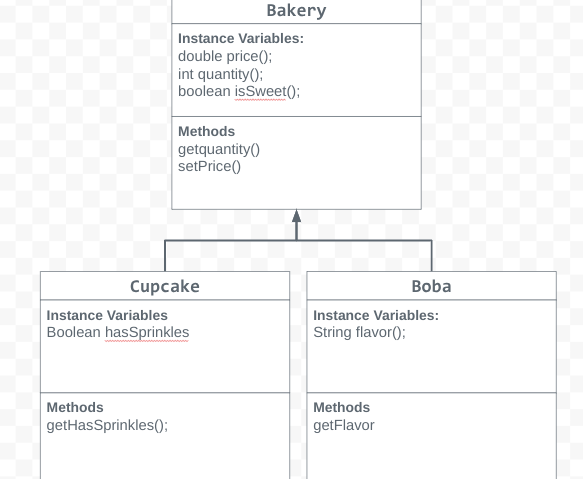 Bakery
Instance Variables:
double price();
int quantity();
boolean isSweet();
Methods
getquantity()
setPrice()
Cupcake
Instance Variables
Boolean hasSprinkles
Methods
getHasSprinkles();
Boba
Instance Variables:
String flavor();
Methods
getFlavor